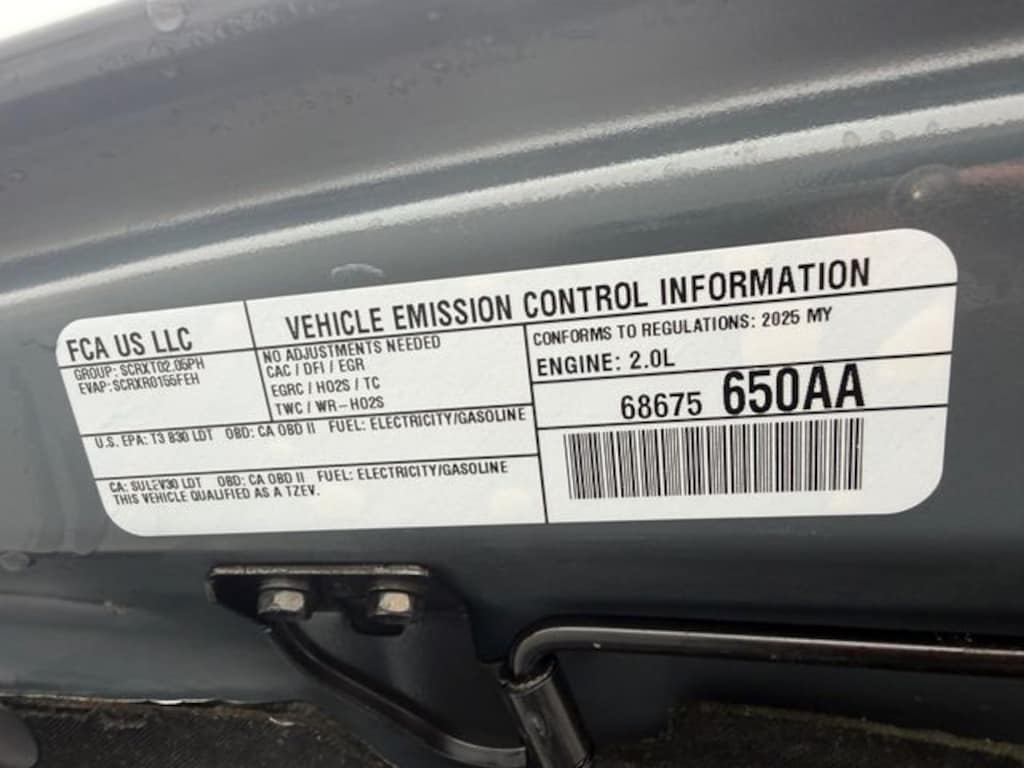 FCA US LLC
VEHICLE EMISSION CONTROL INFORMATION
GROUP: SCRXT02.05PH
EVAP: SCRXR0155FEH
NO ADJUSTMENTS NEEDED
CAC / DFI / EGR
EGRC / HO2S / TC
TWC / WR-HO2S
CONFORMS TO REGULATIONS: 2025 MY
ENGINE: 2.0L
68675 650AA
U.S. EPA: T3 B30 LDT OBD: CA OBD II FUEL: ELECTRICITY/GASOLINE
CA: SULEV30 LDT OBD: CA OBD II FUEL: ELECTRICITY/GASOLINE
THIS VEHICLE QUALIFIED AS A TZEV.